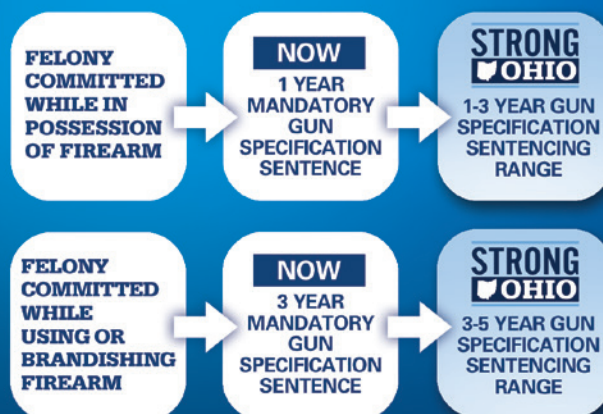 FELONY
COMMITTED
WHILE IN
POSSESSION
OF FIREARM
NOW
1 YEAR
MANDATORY
GUN
SPECIFICATION
SENTENCE
STRONG
OHIO
1-3 YEAR GUN
SPECIFICATION
SENTENCING
RANGE
FELONY
COMMITTED
WHILE
USING OR
BRANDISHING
FIREARM
NOW
3 YEAR
MANDATORY
GUN
SPECIFICATION
SENTENCE
STRONG
OHIO
3-5 YEAR GUN
SPECIFICATION
SENTENCING
RANGE